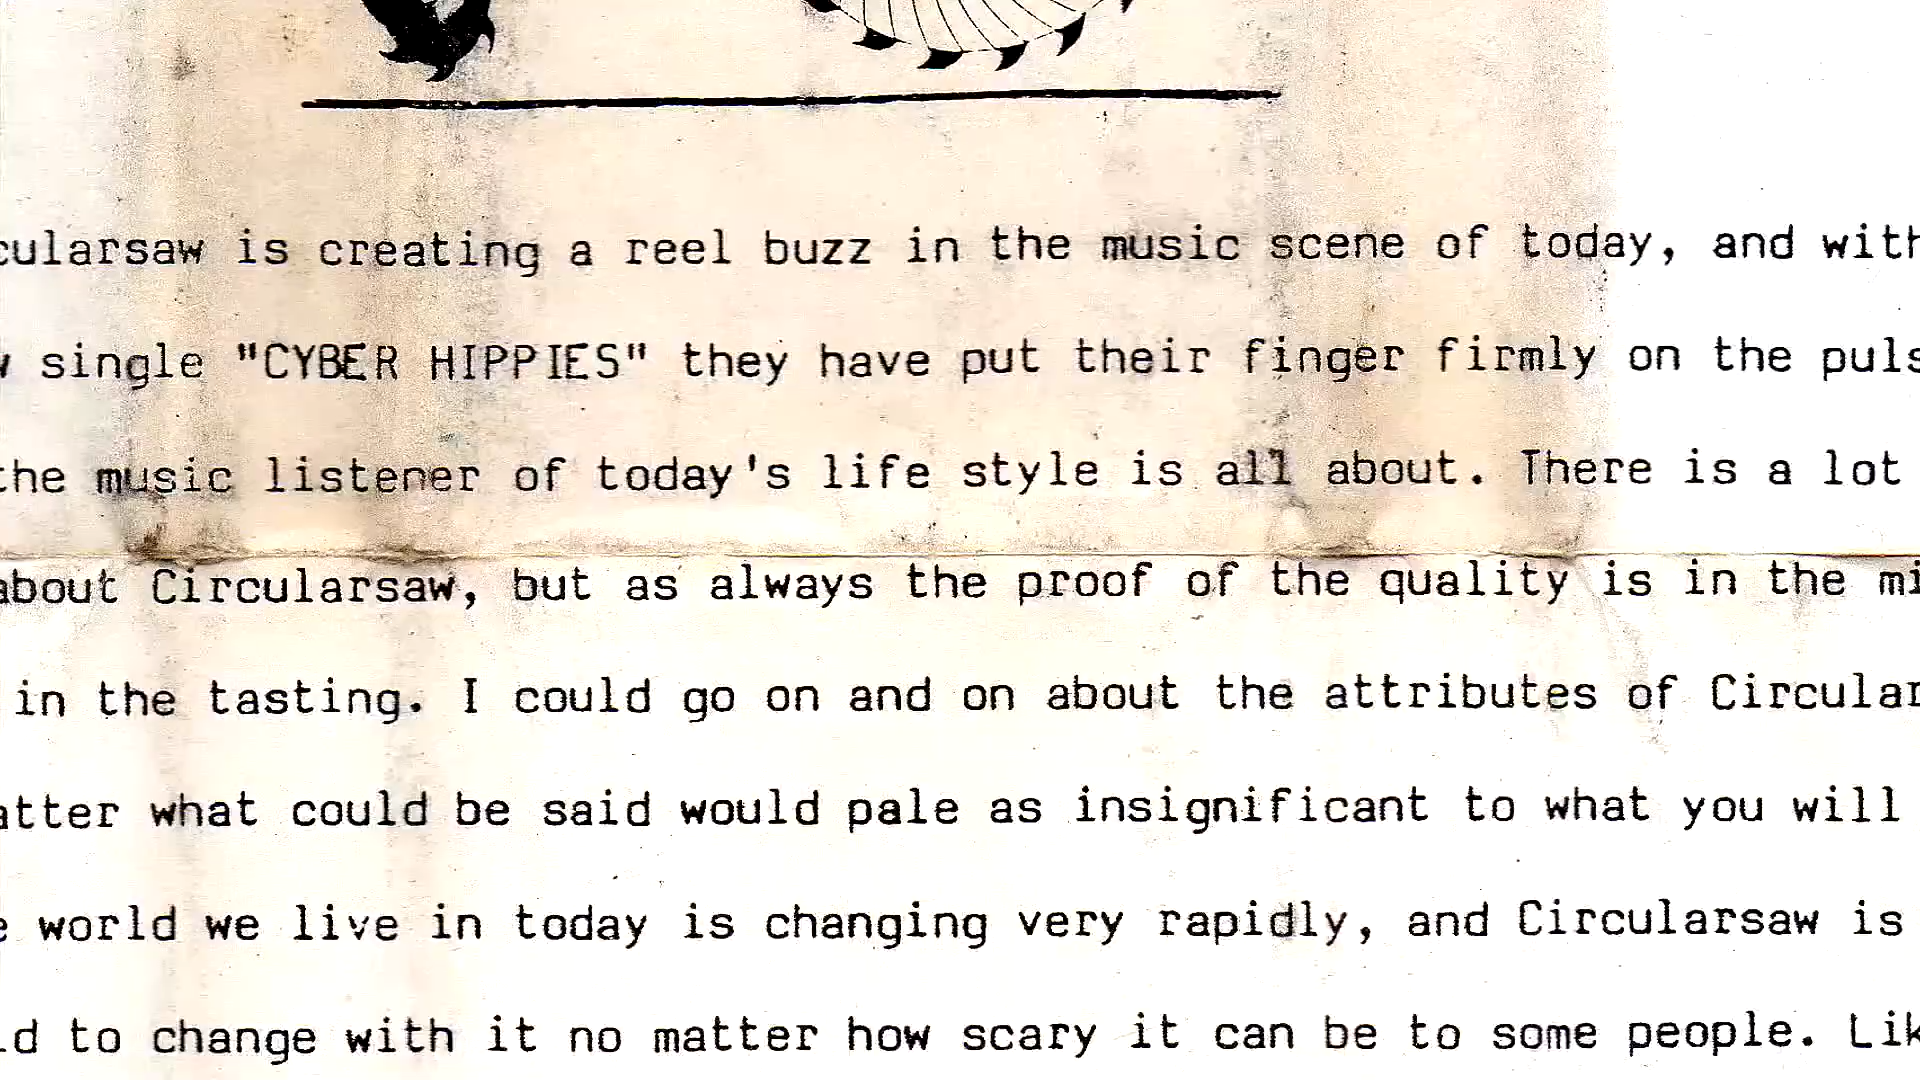 cularsaw is creating a reel buzz in the music scene of today, and with
single "CYBER HIPPIES" they have put their finger firmly on the puls
the music listener of today's life style is all about. There is a lot
about Circularsaw, but as always the proof of the quality is in the mi
in the tasting. I could go on and on about the attributes of Circular
atter what could be said would pale as insignificant to what you will
world we live in today is changing very rapidly, and Circularsaw is
d to change with it no matter how scary it can be to some people. Lik